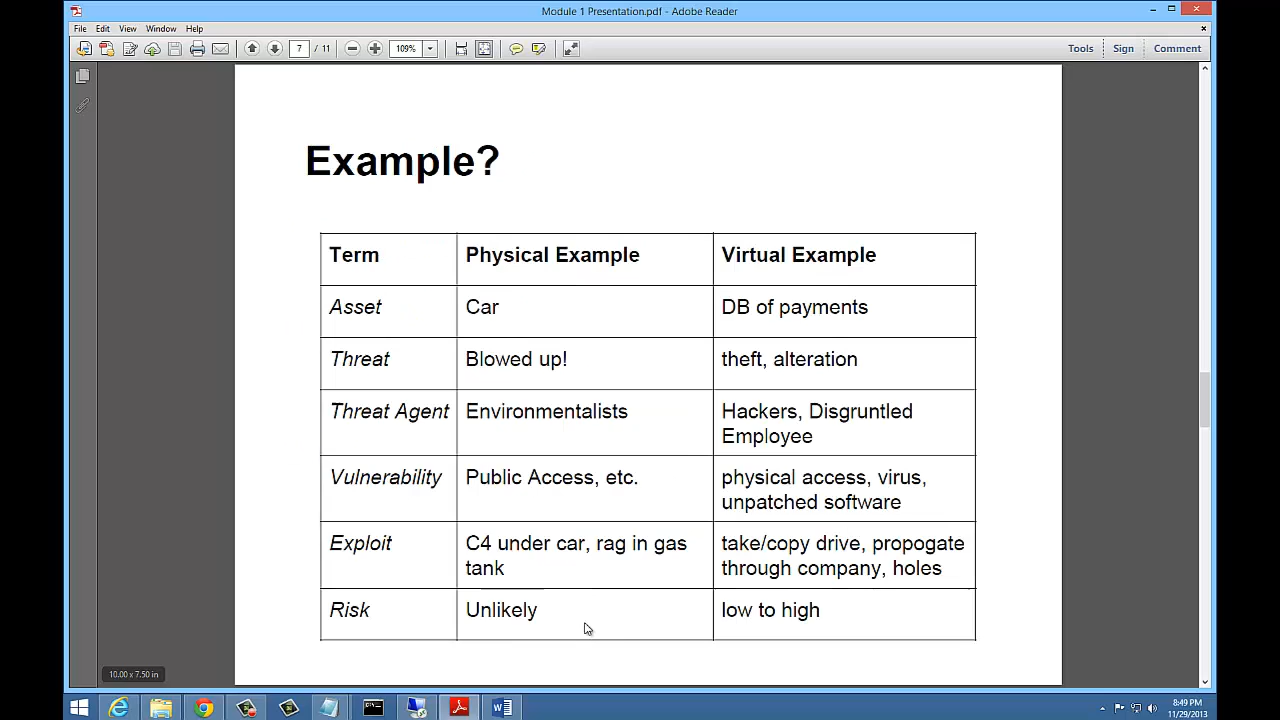 Module 1 Presentation.pdf - Adobe Reader
File Edit View Window Help
7 / 11 109% Tools Sign Comment
Example?
Term Physical Example Virtual Example
Asset Car DB of payments
Threat Blowed up! theft, alteration
Threat Agent Environmentalists Hackers, Disgruntled
Employee
Vulnerability Public Access, etc. physical access, virus,
unpatched software
Exploit C4 under car, rag in gas take/copy drive, propogate
tank through company, holes
Risk Unlikely low to high
10.00 x 7.50 in
8:49 PM
11/29/2013